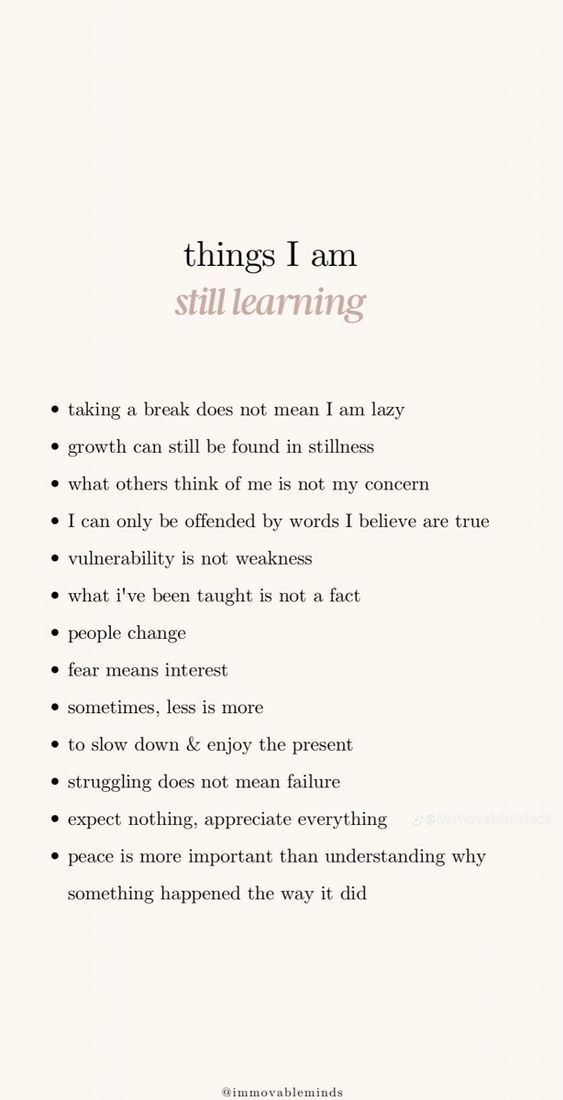 things I am
still learning
• taking a break does not mean I am lazy
• growth can still be found in stillness
• what others think of me is not my concern
• I can only be offended by words I believe are true
• vulnerability is not weakness
• what i've been taught is not a fact
• people change
• fear means interest
• sometimes, less is more
• to slow down & enjoy the present
• struggling does not mean failure
• expect nothing, appreciate everything
@immovableminds
• peace is more important than understanding why
something happened the way it did
@immovableminds